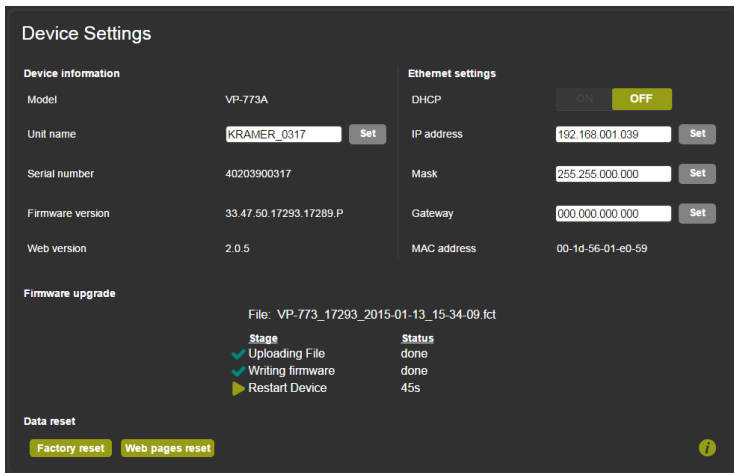 Device Settings
Device information
Model VP-773A
Unit name KRAMER_0317 Set
Serial number 40203900317
Firmware version 33.47.50.17293.17289.P
Web version 2.0.5
Ethernet settings
DHCP ON OFF
IP address 192.168.001.039 Set
Mask 255.255.000.000 Set
Gateway 000.000.000.000 Set
MAC address 00-1d-56-01-e0-59
Firmware upgrade
File: VP-773_17293_2015-01-13_15-34-09.fct
Stage Status
Uploading File done
Writing firmware done
Restart Device 45s
Data reset
Factory reset Web pages reset
i